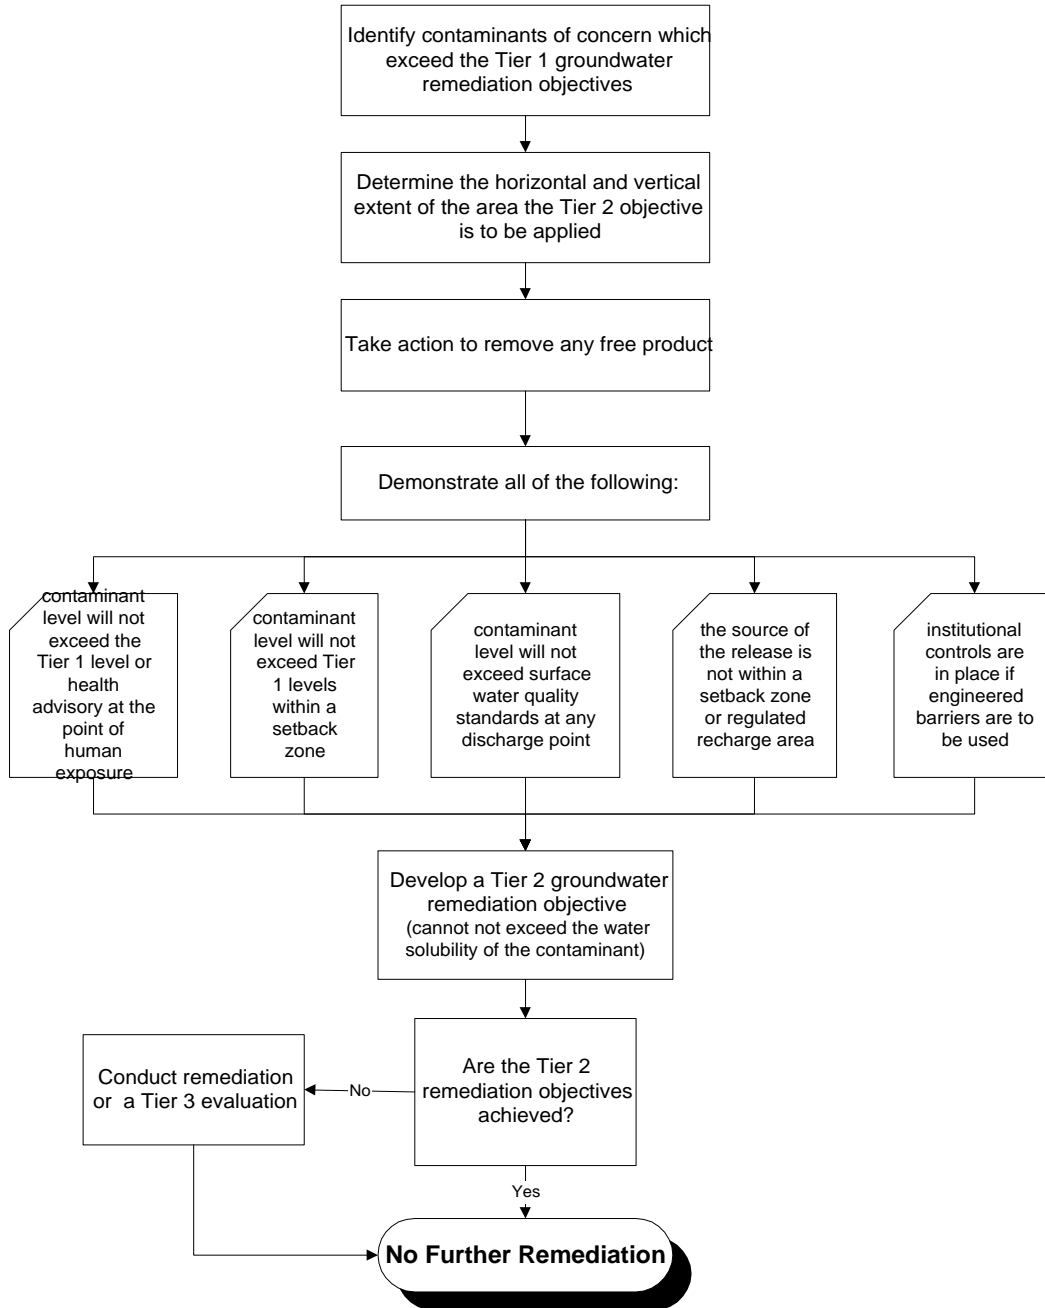 Identify contaminants of concern which
exceed the Tier 1 groundwater
remediation objectives
Determine the horizontal and vertical
extent of the area the Tier 2 objective
is to be applied
Take action to remove any free product
Demonstrate all of the following:
contaminant
level will not
exceed the
Tier 1 level or
health
advisory at the
point of
human
exposure
contaminant
level will not
exceed Tier
1 levels
within a
setback
zone
contaminant
level will not
exceed surface
water quality
standards at any
discharge point
the source of
the release is
not within a
setback zone
or regulated
recharge area
institutional
controls are
in place if
engineered
barriers are to
be used
Develop a Tier 2 groundwater
remediation objective
(cannot not exceed the water
solubility of the contaminant)
Are the Tier 2
remediation objectives
achieved?
No
Conduct remediation
or a Tier 3 evaluation
Yes
No Further Remediation